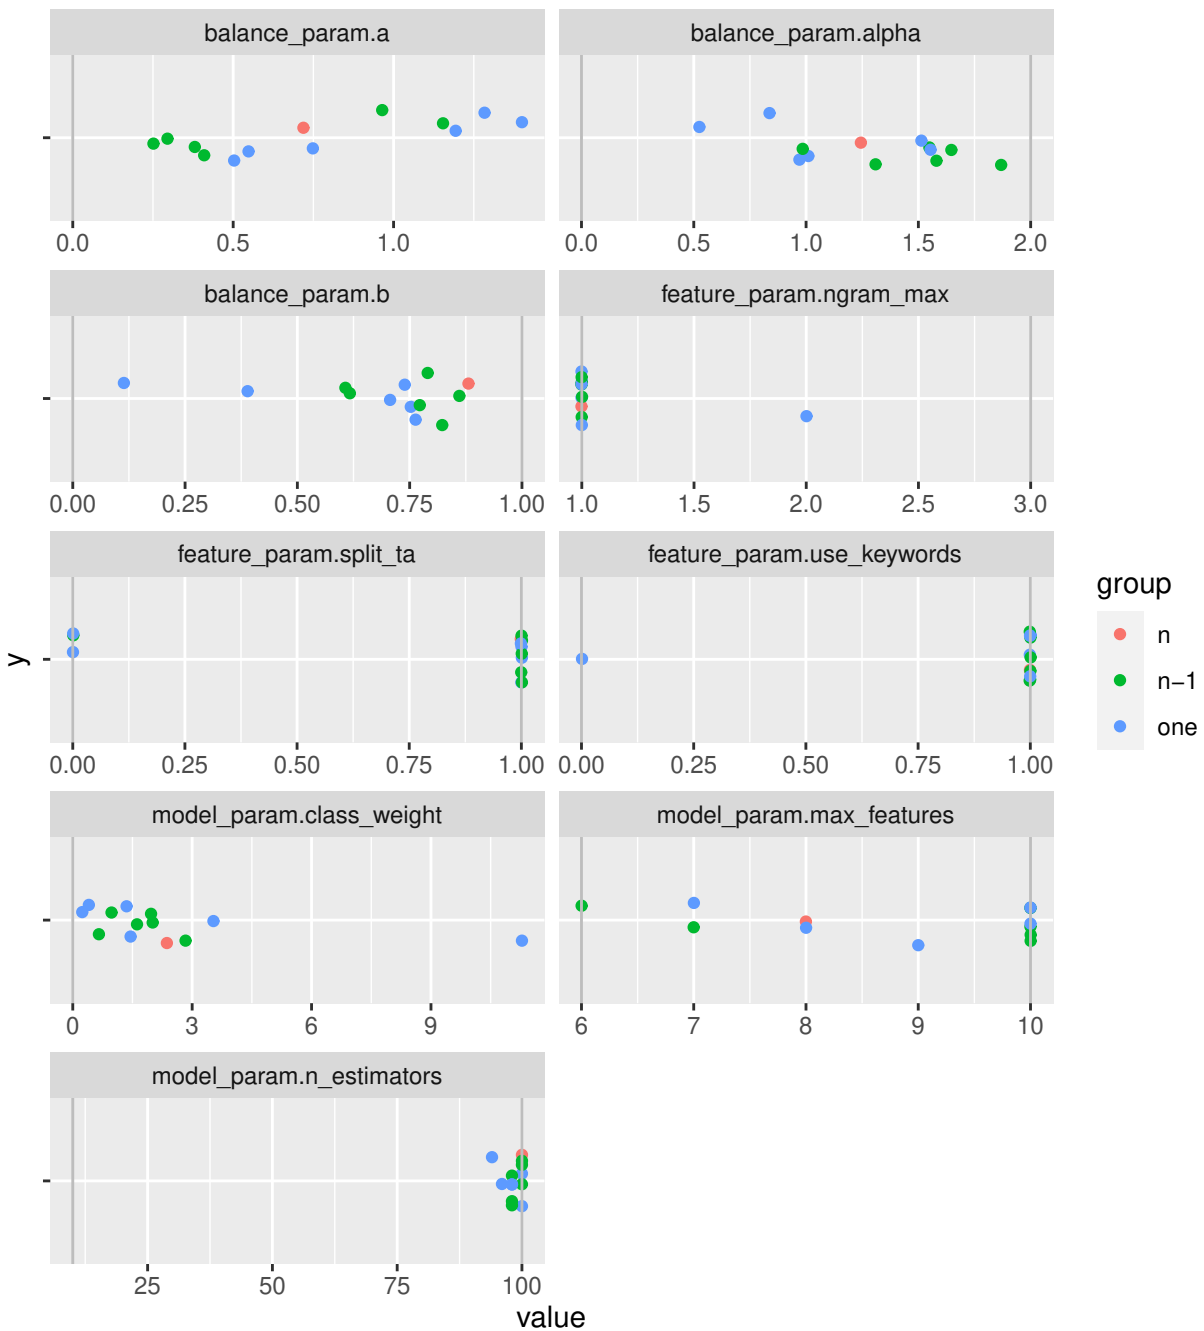 balance_param.a balance_param.alpha
0.0 0.5 1.0 0.0 0.5 1.0 1.5 2.0
balance_param.b feature_param.ngram_max
0.00 0.25 0.50 0.75 1.00 1.0 1.5 2.0 2.5 3.0
feature_param.split_ta feature_param.use_keywords
0.00 0.25 0.50 0.75 1.00 0.00 0.25 0.50 0.75 1.00
model_param.class_weight model_param.max_features
0 3 6 9 6 7 8 9 10
model_param.n_estimators
25 50 75 100
value
y
group
n
n−1
one